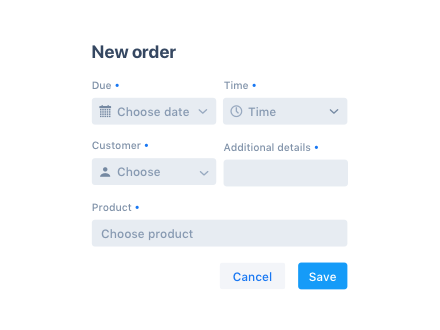 New order
Due • Time •
Choose date Time
Customer • Additional details •
Choose
Product •
Choose product
Cancel Save